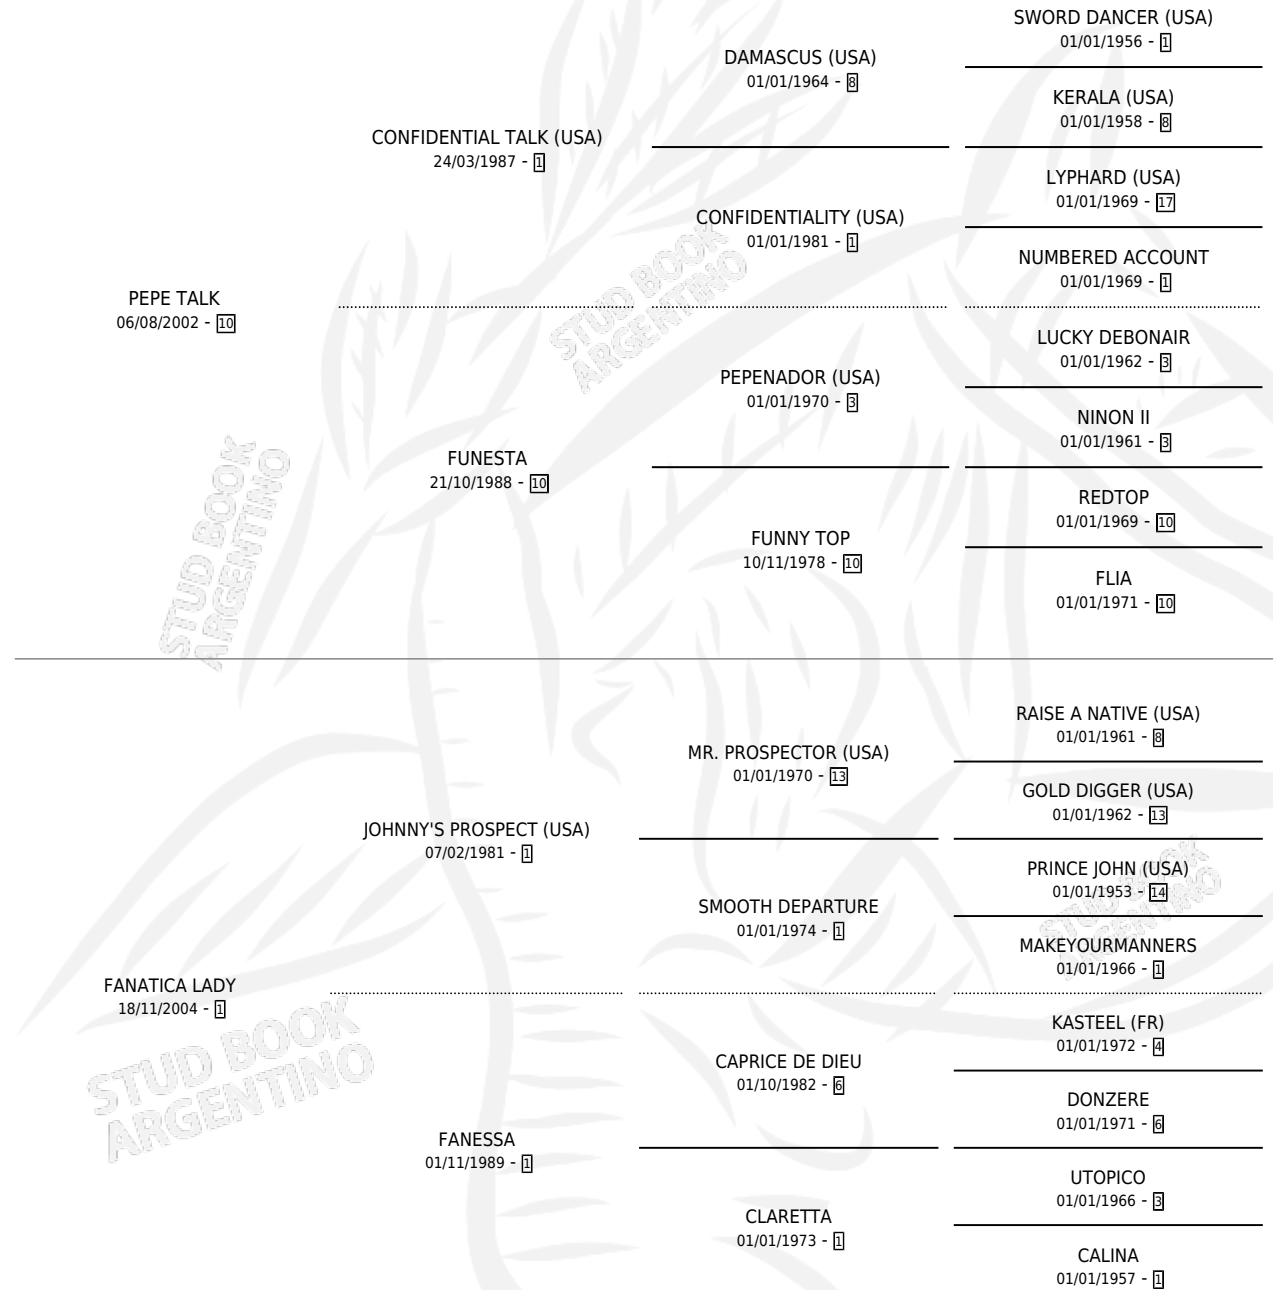 SWORD DANCER (USA)
01/01/1956 - 1
DAMASCUS (USA)
01/01/1964 - 8
KERALA (USA)
01/01/1958 - 8
CONFIDENTIAL TALK (USA)
24/03/1987 - 1
LYPHARD (USA)
01/01/1969 - 17
CONFIDENTIALITY (USA)
01/01/1981 - 1
NUMBERED ACCOUNT
01/01/1969 - 1
PEPE TALK
06/08/2002 - 10
LUCKY DEBONAIR
01/01/1962 - 3
PEPENADOR (USA)
01/01/1970 - 3
NINON II
01/01/1961 - 3
FUNESTA
21/10/1988 - 10
REDTOP
01/01/1969 - 10
FUNNY TOP
10/11/1978 - 10
FLIA
01/01/1971 - 10
STUD BOOK
ARGENTINO
STUD BOOK
ARGENTINO
RAISE A NATIVE (USA)
01/01/1961 - 8
MR. PROSPECTOR (USA)
01/01/1970 - 13
GOLD DIGGER (USA)
01/01/1962 - 13
JOHNNY'S PROSPECT (USA)
07/02/1981 - 1
PRINCE JOHN (USA)
01/01/1953 - 14
SMOOTH DEPARTURE
01/01/1974 - 1
MAKEYOURMANNERS
01/01/1966 - 1
FANATICA LADY
18/11/2004 - 1
KASTEEL (FR)
01/01/1972 - 4
CAPRICE DE DIEU
01/10/1982 - 6
DONZERE
01/01/1971 - 6
FANESSA
01/11/1989 - 1
UTOPICO
01/01/1966 - 3
CLARETTA
01/01/1973 - 1
CALINA
01/01/1957 - 1
STUD BOOK
ARGENTINO
STUD BOOK
ARGENTINO